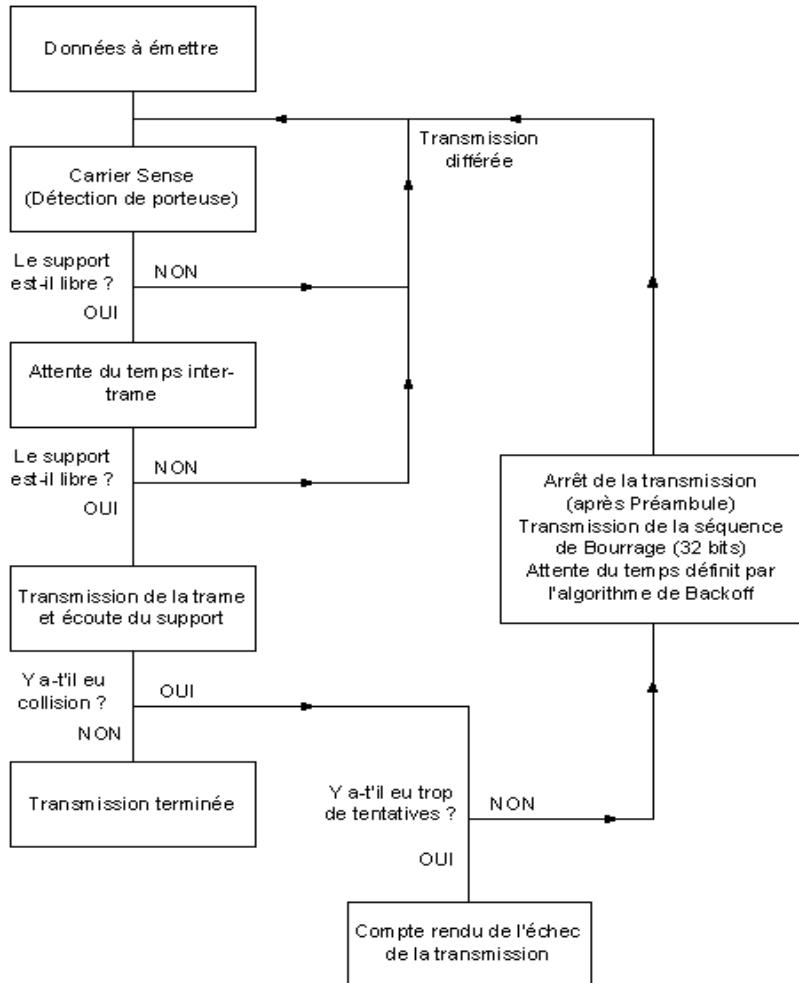 Données à émettre
Transmission
différée
Carrier Sense
(Détection de porteuse)
Le support
est-il libre ?
NON
OUI
Attente du temps inter-
trame
Le support
est-il libre ?
NON
OUI
Arrêt de la transmission
(après Préambule)
Transmission de la séquence
de Bourrage (32 bits)
Attente du temps définit par
l'algorithme de Backoff
Transmission de la trame
et écoute du support
Y a-t'il eu
collision ?
OUI
NON
Transmission terminée
Y a-t'il eu trop
de tentatives ?
NON
OUI
Compte rendu de l'échec
de la transmission